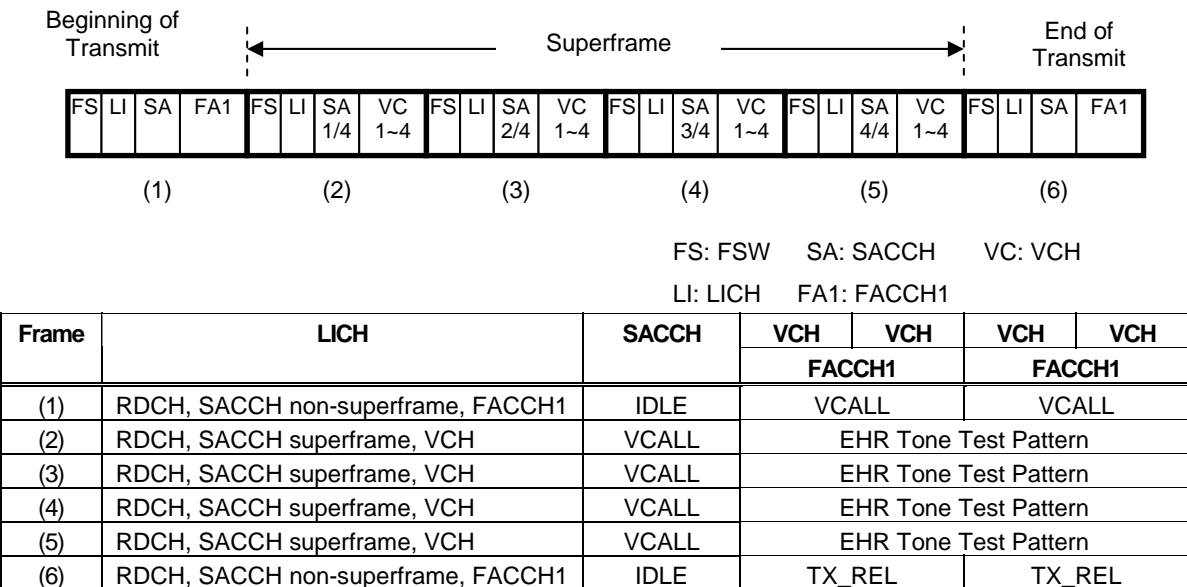 Beginning of
Transmit
Superframe
End of
Transmit
FS LI SA FA1 FS LI SA VC FS LI SA VC FS LI SA VC FS LI SA VC FS LI SA FA1
1/4 1~4 2/4 1~4 3/4 1~4 4/4 1~4
(1) (2) (3) (4) (5) (6)
FS: FSW SA: SACCH VC: VCH
LI: LICH FA1: FACCH1
Frame LICH SACCH VCH VCH VCH VCH
FACCH1 FACCH1
(1) RDCH, SACCH non-superframe, FACCH1 IDLE VCALL VCALL
(2) RDCH, SACCH superframe, VCH VCALL EHR Tone Test Pattern
(3) RDCH, SACCH superframe, VCH VCALL EHR Tone Test Pattern
(4) RDCH, SACCH superframe, VCH VCALL EHR Tone Test Pattern
(5) RDCH, SACCH superframe, VCH VCALL EHR Tone Test Pattern
(6) RDCH, SACCH non-superframe, FACCH1 IDLE TX_REL TX_REL